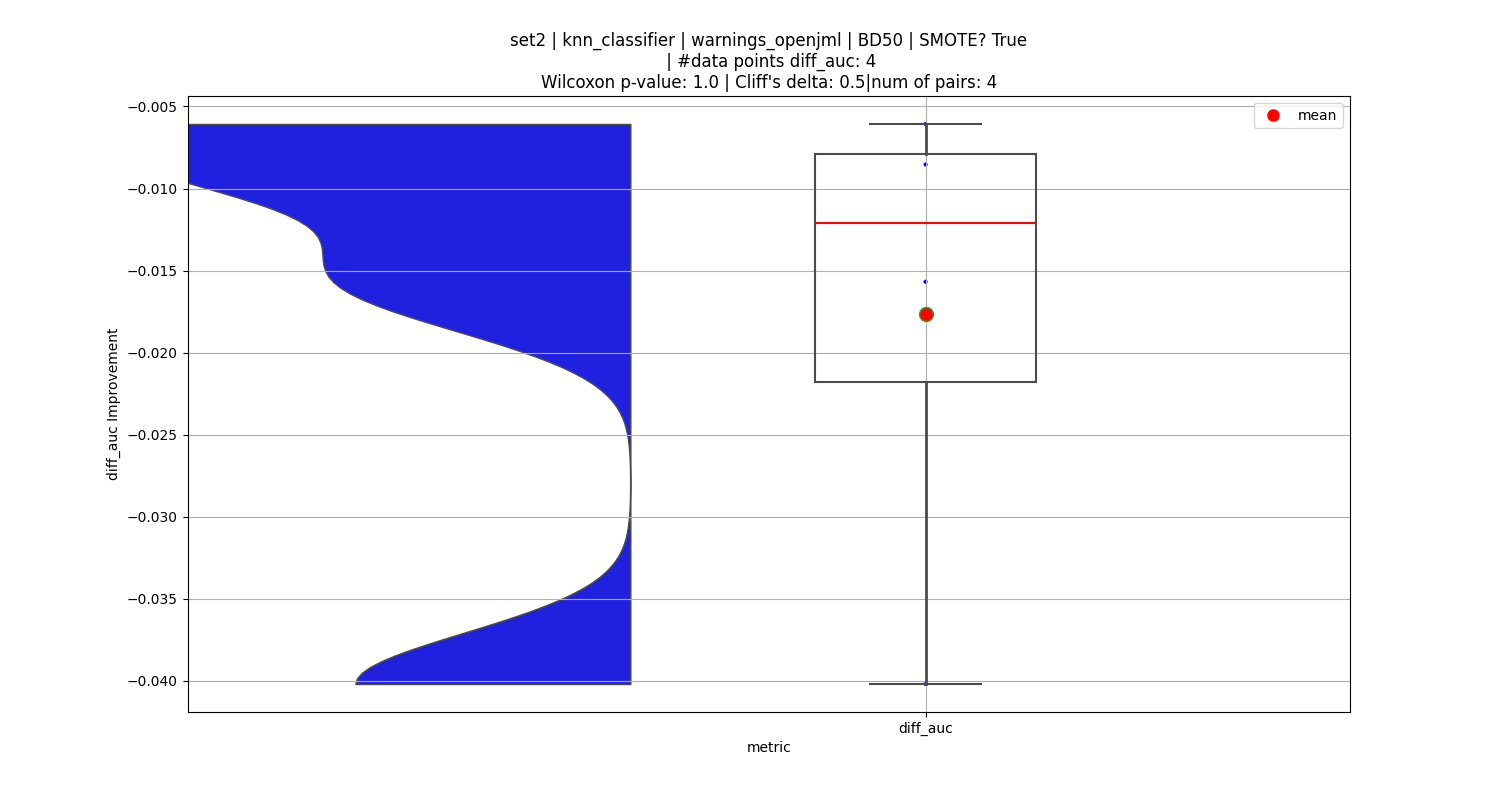 set2 | knn_classifier | warnings_openjml | BD50 | SMOTE? True
| #data points diff_auc: 4
Wilcoxon p-value: 1.0 | Cliff's delta: 0.5|num of pairs: 4
mean
−0.005
−0.010
−0.015
−0.020
−0.025
−0.030
−0.035
−0.040
diff_auc Improvement
diff_auc
metric